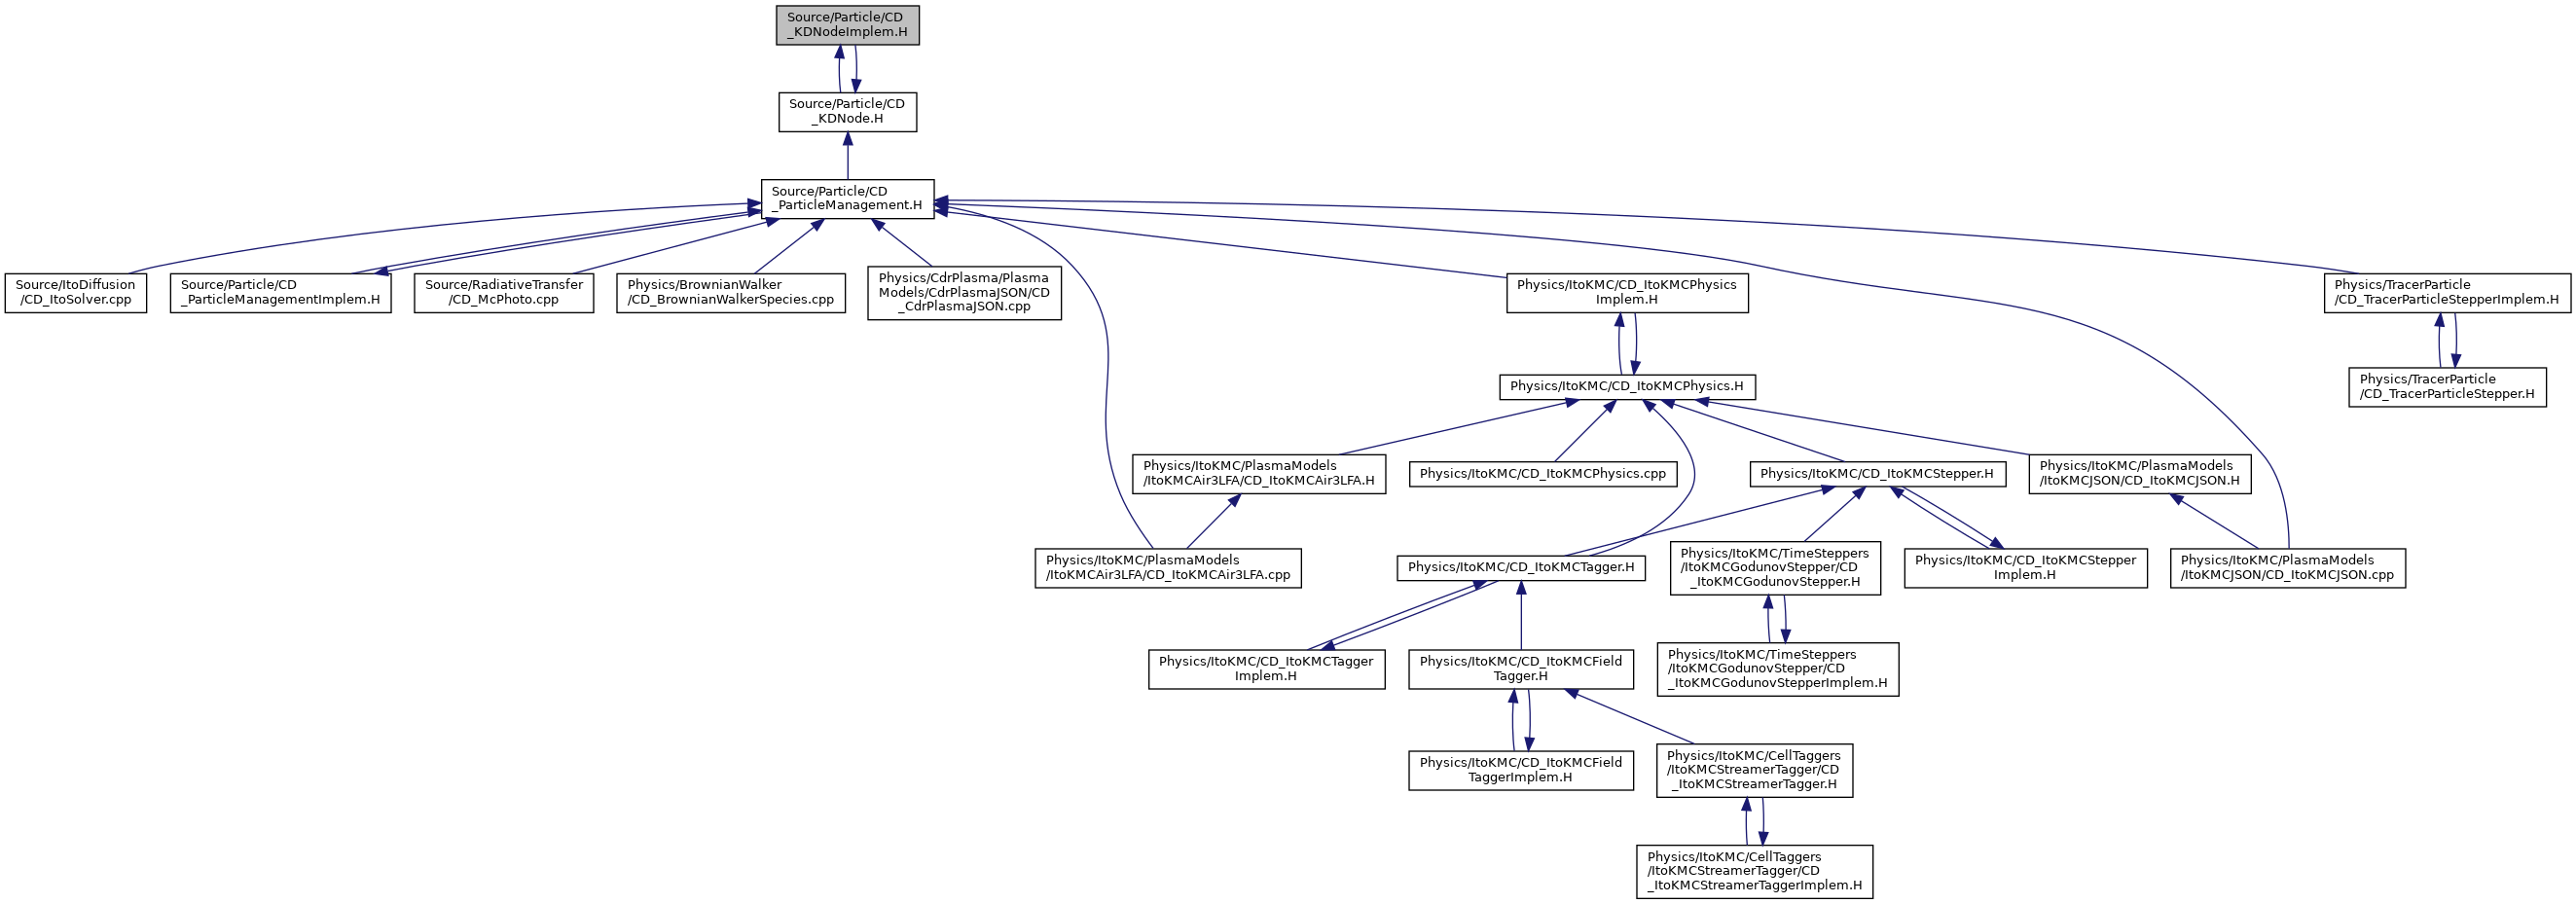 Source/Particle/CD
_KDNodeImplem.H
Source/Particle/CD
_KDNode.H
Source/Particle/CD
_ParticleManagement.H
Source/ItoDiffusion
/CD_ItoSolver.cpp
Source/Particle/CD
_ParticleManagementImplem.H
Source/RadiativeTransfer
/CD_McPhoto.cpp
Physics/BrownianWalker
/CD_BrownianWalkerSpecies.cpp
Physics/CdrPlasma/Plasma
Models/CdrPlasmaJSON/CD
_CdrPlasmaJSON.cpp
Physics/ItoKMC/CD_ItoKMCPhysics
Implem.H
Physics/TracerParticle
/CD_TracerParticleStepperImplem.H
Physics/ItoKMC/CD_ItoKMCPhysics.H
Physics/TracerParticle
/CD_TracerParticleStepper.H
Physics/ItoKMC/PlasmaModels
/ItoKMCAir3LFA/CD_ItoKMCAir3LFA.H
Physics/ItoKMC/CD_ItoKMCPhysics.cpp
Physics/ItoKMC/CD_ItoKMCStepper.H
Physics/ItoKMC/PlasmaModels
/ItoKMCJSON/CD_ItoKMCJSON.H
Physics/ItoKMC/PlasmaModels
/ItoKMCAir3LFA/CD_ItoKMCAir3LFA.cpp
Physics/ItoKMC/CD_ItoKMCTagger.H
Physics/ItoKMC/TimeSteppers
/ItoKMCGodunovStepper/CD
_ItoKMCGodunovStepper.H
Physics/ItoKMC/CD_ItoKMCStepper
Implem.H
Physics/ItoKMC/PlasmaModels
/ItoKMCJSON/CD_ItoKMCJSON.cpp
Physics/ItoKMC/CD_ItoKMCTagger
Implem.H
Physics/ItoKMC/CD_ItoKMCField
Tagger.H
Physics/ItoKMC/TimeSteppers
/ItoKMCGodunovStepper/CD
_ItoKMCGodunovStepperImplem.H
Physics/ItoKMC/CD_ItoKMCField
TaggerImplem.H
Physics/ItoKMC/CellTaggers
/ItoKMCStreamerTagger/CD
_ItoKMCStreamerTagger.H
Physics/ItoKMC/CellTaggers
/ItoKMCStreamerTagger/CD
_ItoKMCStreamerTaggerImplem.H